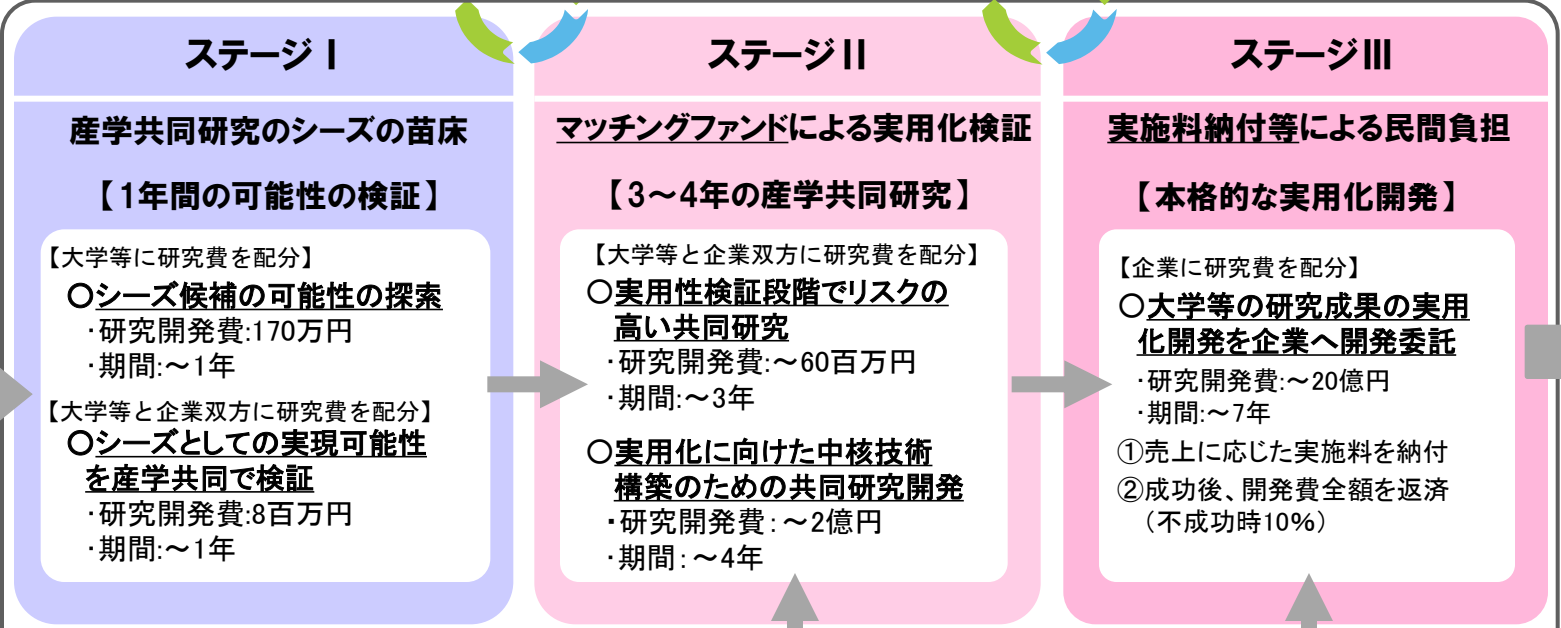 ステージⅠ
産学共同研究のシーズの苗床
【1年間の可能性の検証】
【大学等に研究費を配分】
○シーズ候補の可能性の探索
・研究開発費:170万円
・期間:～1年
【大学等と企業双方に研究費を配分】
○シーズとしての実現可能性
を産学共同で検証
・研究開発費:8百万円
・期間:～1年
ステージⅡ
マッチングファンドによる実用化検証
【3～4年の産学共同研究】
【大学等と企業双方に研究費を配分】
○実用性検証段階でリスクの
高い共同研究
・研究開発費:～60百万円
・期間:～3年
○実用化に向けた中核技術
構築のための共同研究開発
・研究開発費：～2億円
・期間：～4年
ステージⅢ
実施料納付等による民間負担
【本格的な実用化開発】
【企業に研究費を配分】
○大学等の研究成果の実用
化開発を企業へ開発委託
・研究開発費:～20億円
・期間:～7年
①売上に応じた実施料を納付
②成功後、開発費全額を返済
（不成功時10%）